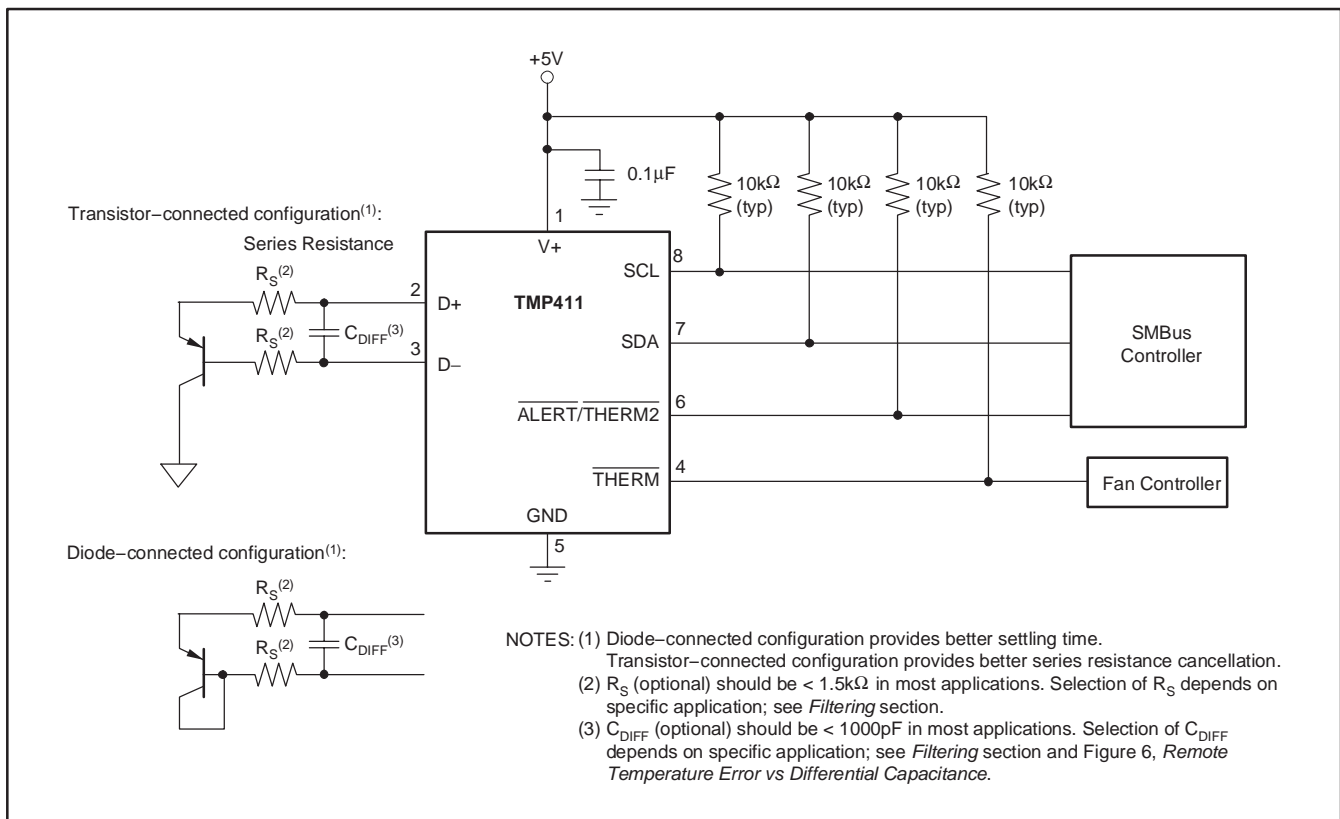 +5V
0.1μF
10kΩ
(typ)
10kΩ
(typ)
10kΩ
(typ)
10kΩ
(typ)
Transistor−connected configuration(1):
Series Resistance
RS(2)
RS(2)
CDIFF(3)
1
V+
TMP411
2
D+
3
D−
SCL
8
SDA
7
ALERT/THERM2
6
THERM
4
GND
5
SMBus
Controller
Fan Controller
Diode−connected configuration(1):
RS(2)
RS(2)
CDIFF(3)
NOTES: (1) Diode−connected configuration provides better settling time.
Transistor−connected configuration provides better series resistance cancellation.
(2) RS (optional) should be < 1.5kΩ in most applications. Selection of RS depends on
specific application; see Filtering section.
(3) CDIFF (optional) should be < 1000pF in most applications. Selection of CDIFF
depends on specific application; see Filtering section and Figure 6, Remote
Temperature Error vs Differential Capacitance.